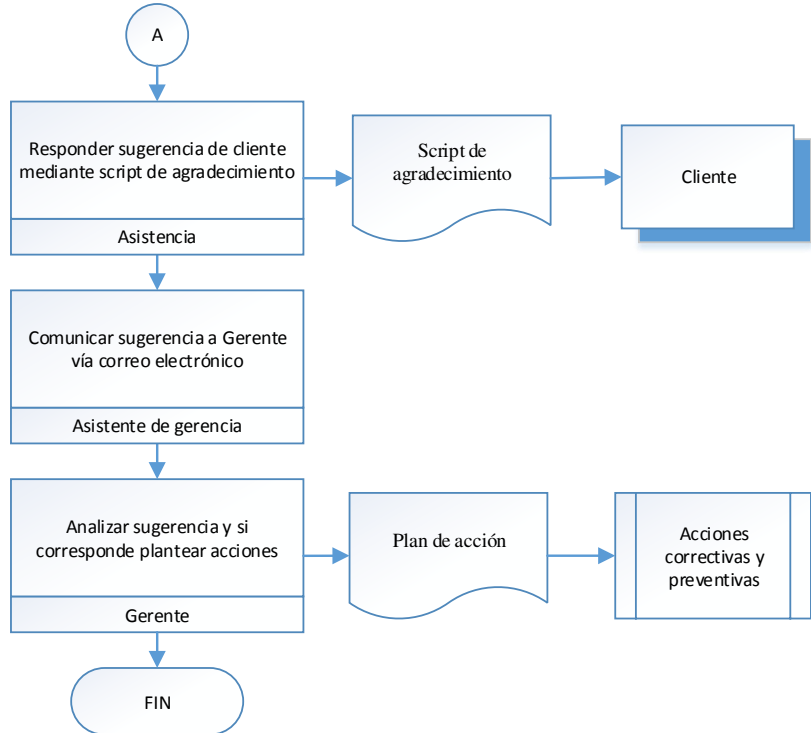 A
Responder sugerencia de cliente
mediante script de agradecimiento
Asistencia
Script de
agradecimiento
Cliente
Comunicar sugerencia a Gerente
vía correo electrónico
Asistente de gerencia
Analizar sugerencia y si
corresponde plantear acciones
Gerente
Plan de acción
Acciones
correctivas y
preventivas
FIN